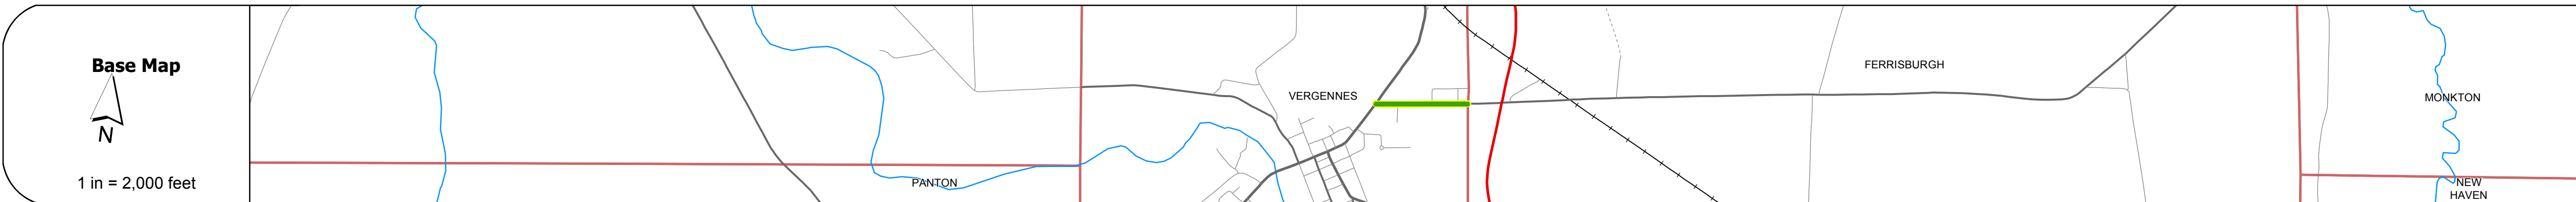 Base Map
N
1 in = 2,000 feet
PANTON
VERGENNES
FERRISBURGH
MONKTON
NEW
HAVEN